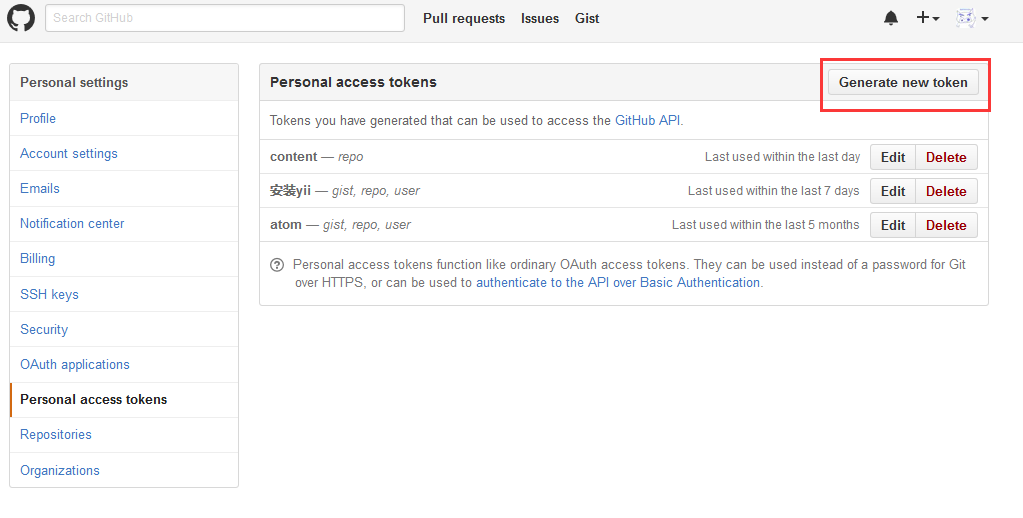 Search GitHub
Pull requests Issues Gist
Personal settings
Profile
Account settings
Emails
Notification center
Billing
SSH keys
Security
OAuth applications
Personal access tokens
Repositories
Organizations
Personal access tokens
Generate new token
Tokens you have generated that can be used to access the GitHub API.
content — repo Last used within the last day Edit Delete
安装yii — gist, repo, user Last used within the last 7 days Edit Delete
atom — gist, repo, user Last used within the last 5 months Edit Delete
Personal access tokens function like ordinary OAuth access tokens. They can be used instead of a password for Git
over HTTPS, or can be used to authenticate to the API over Basic Authentication.